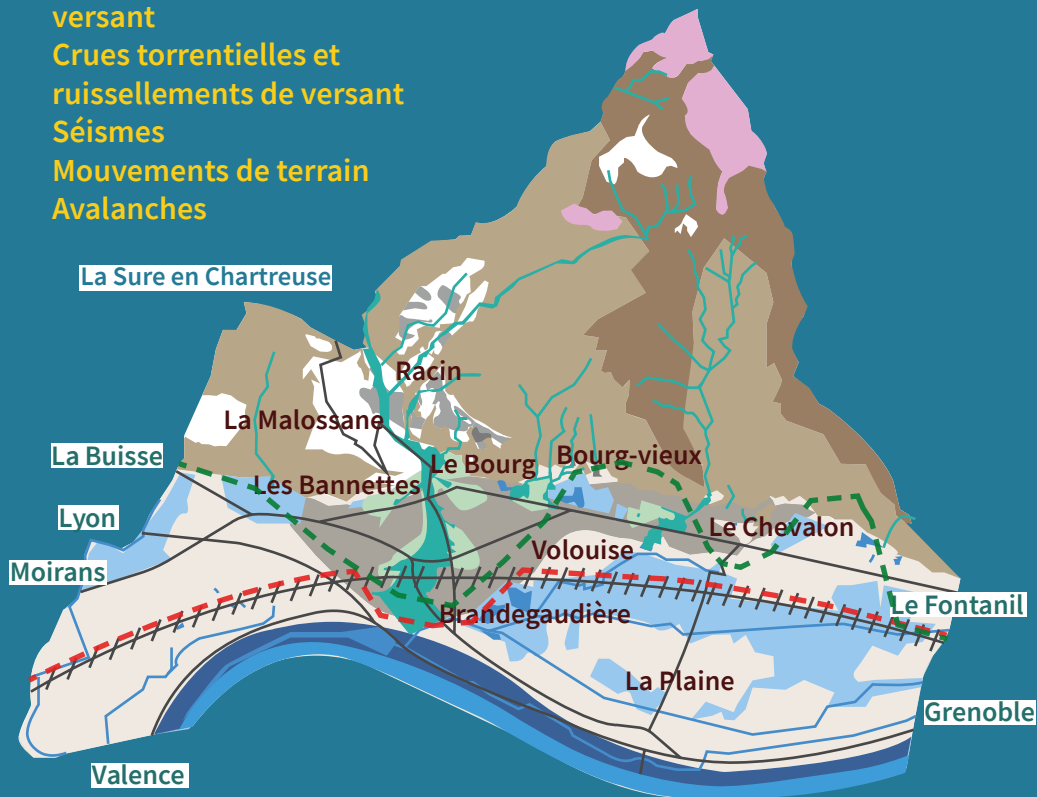 versant
Crues torrentielles et
ruissellements de versant
Séismes
Mouvements de terrain
Avalanches
La Sure en Chartreuse
Racin
La Malossane
La Buisse
Le Bourg
Bourg-vieux
Les Bannettes
Lyon
Le Chevalon
Volouise
Moirans
Brandegaudière
Le Fontanil
La Plaine
Grenoble
Valence